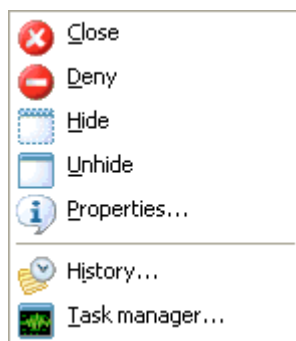 Close
Deny
Hide
Unhide
Properties...
History...
Task manager...